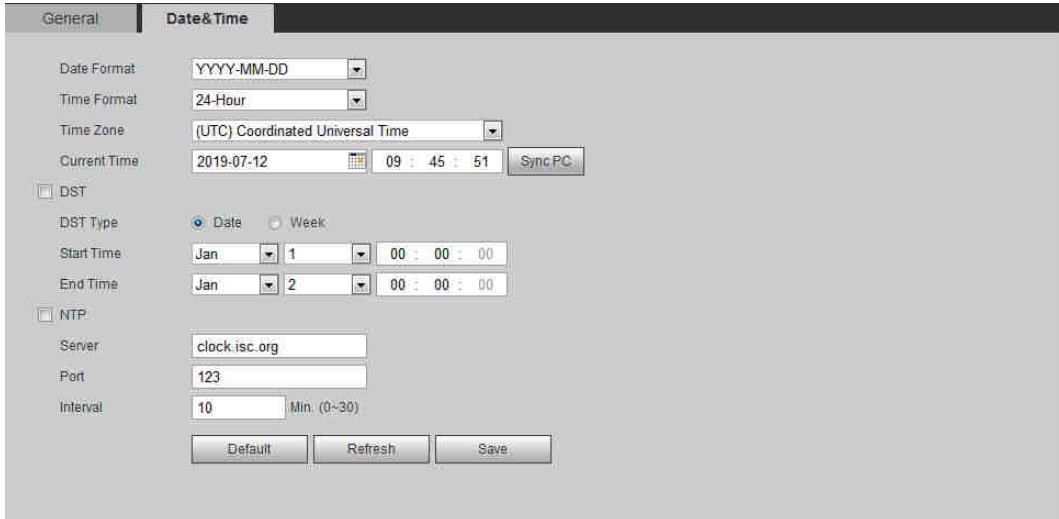 General Date&Time
Date Format YYYY-MM-DD
Time Format 24-Hour
Time Zone (UTC) Coordinated Universal Time
Current Time 2019-07-12 09 : 45 : 51 Sync PC
DST
DST Type Date Week
Start Time Jan 1 00 : 00 : 00
End Time Jan 2 00 : 00 : 00
NTP
Server clock.isc.org
Port 123
Interval 10 Min. (0~30)
Default Refresh Save